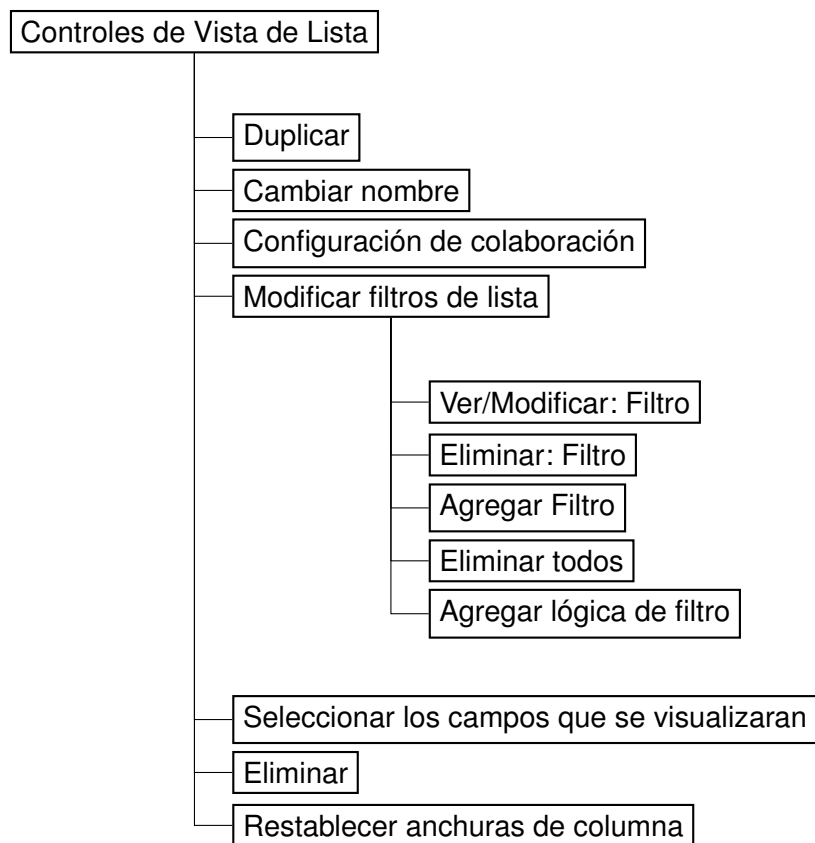 Controles de Vista de Lista
Duplicar
Cambiar nombre
Configuración de colaboración
Modificar filtros de lista
Ver/Modificar: Filtro
Eliminar: Filtro
Agregar Filtro
Eliminar todos
Agregar lógica de filtro
Seleccionar los campos que se visualizaran
Eliminar
Restablecer anchuras de columna